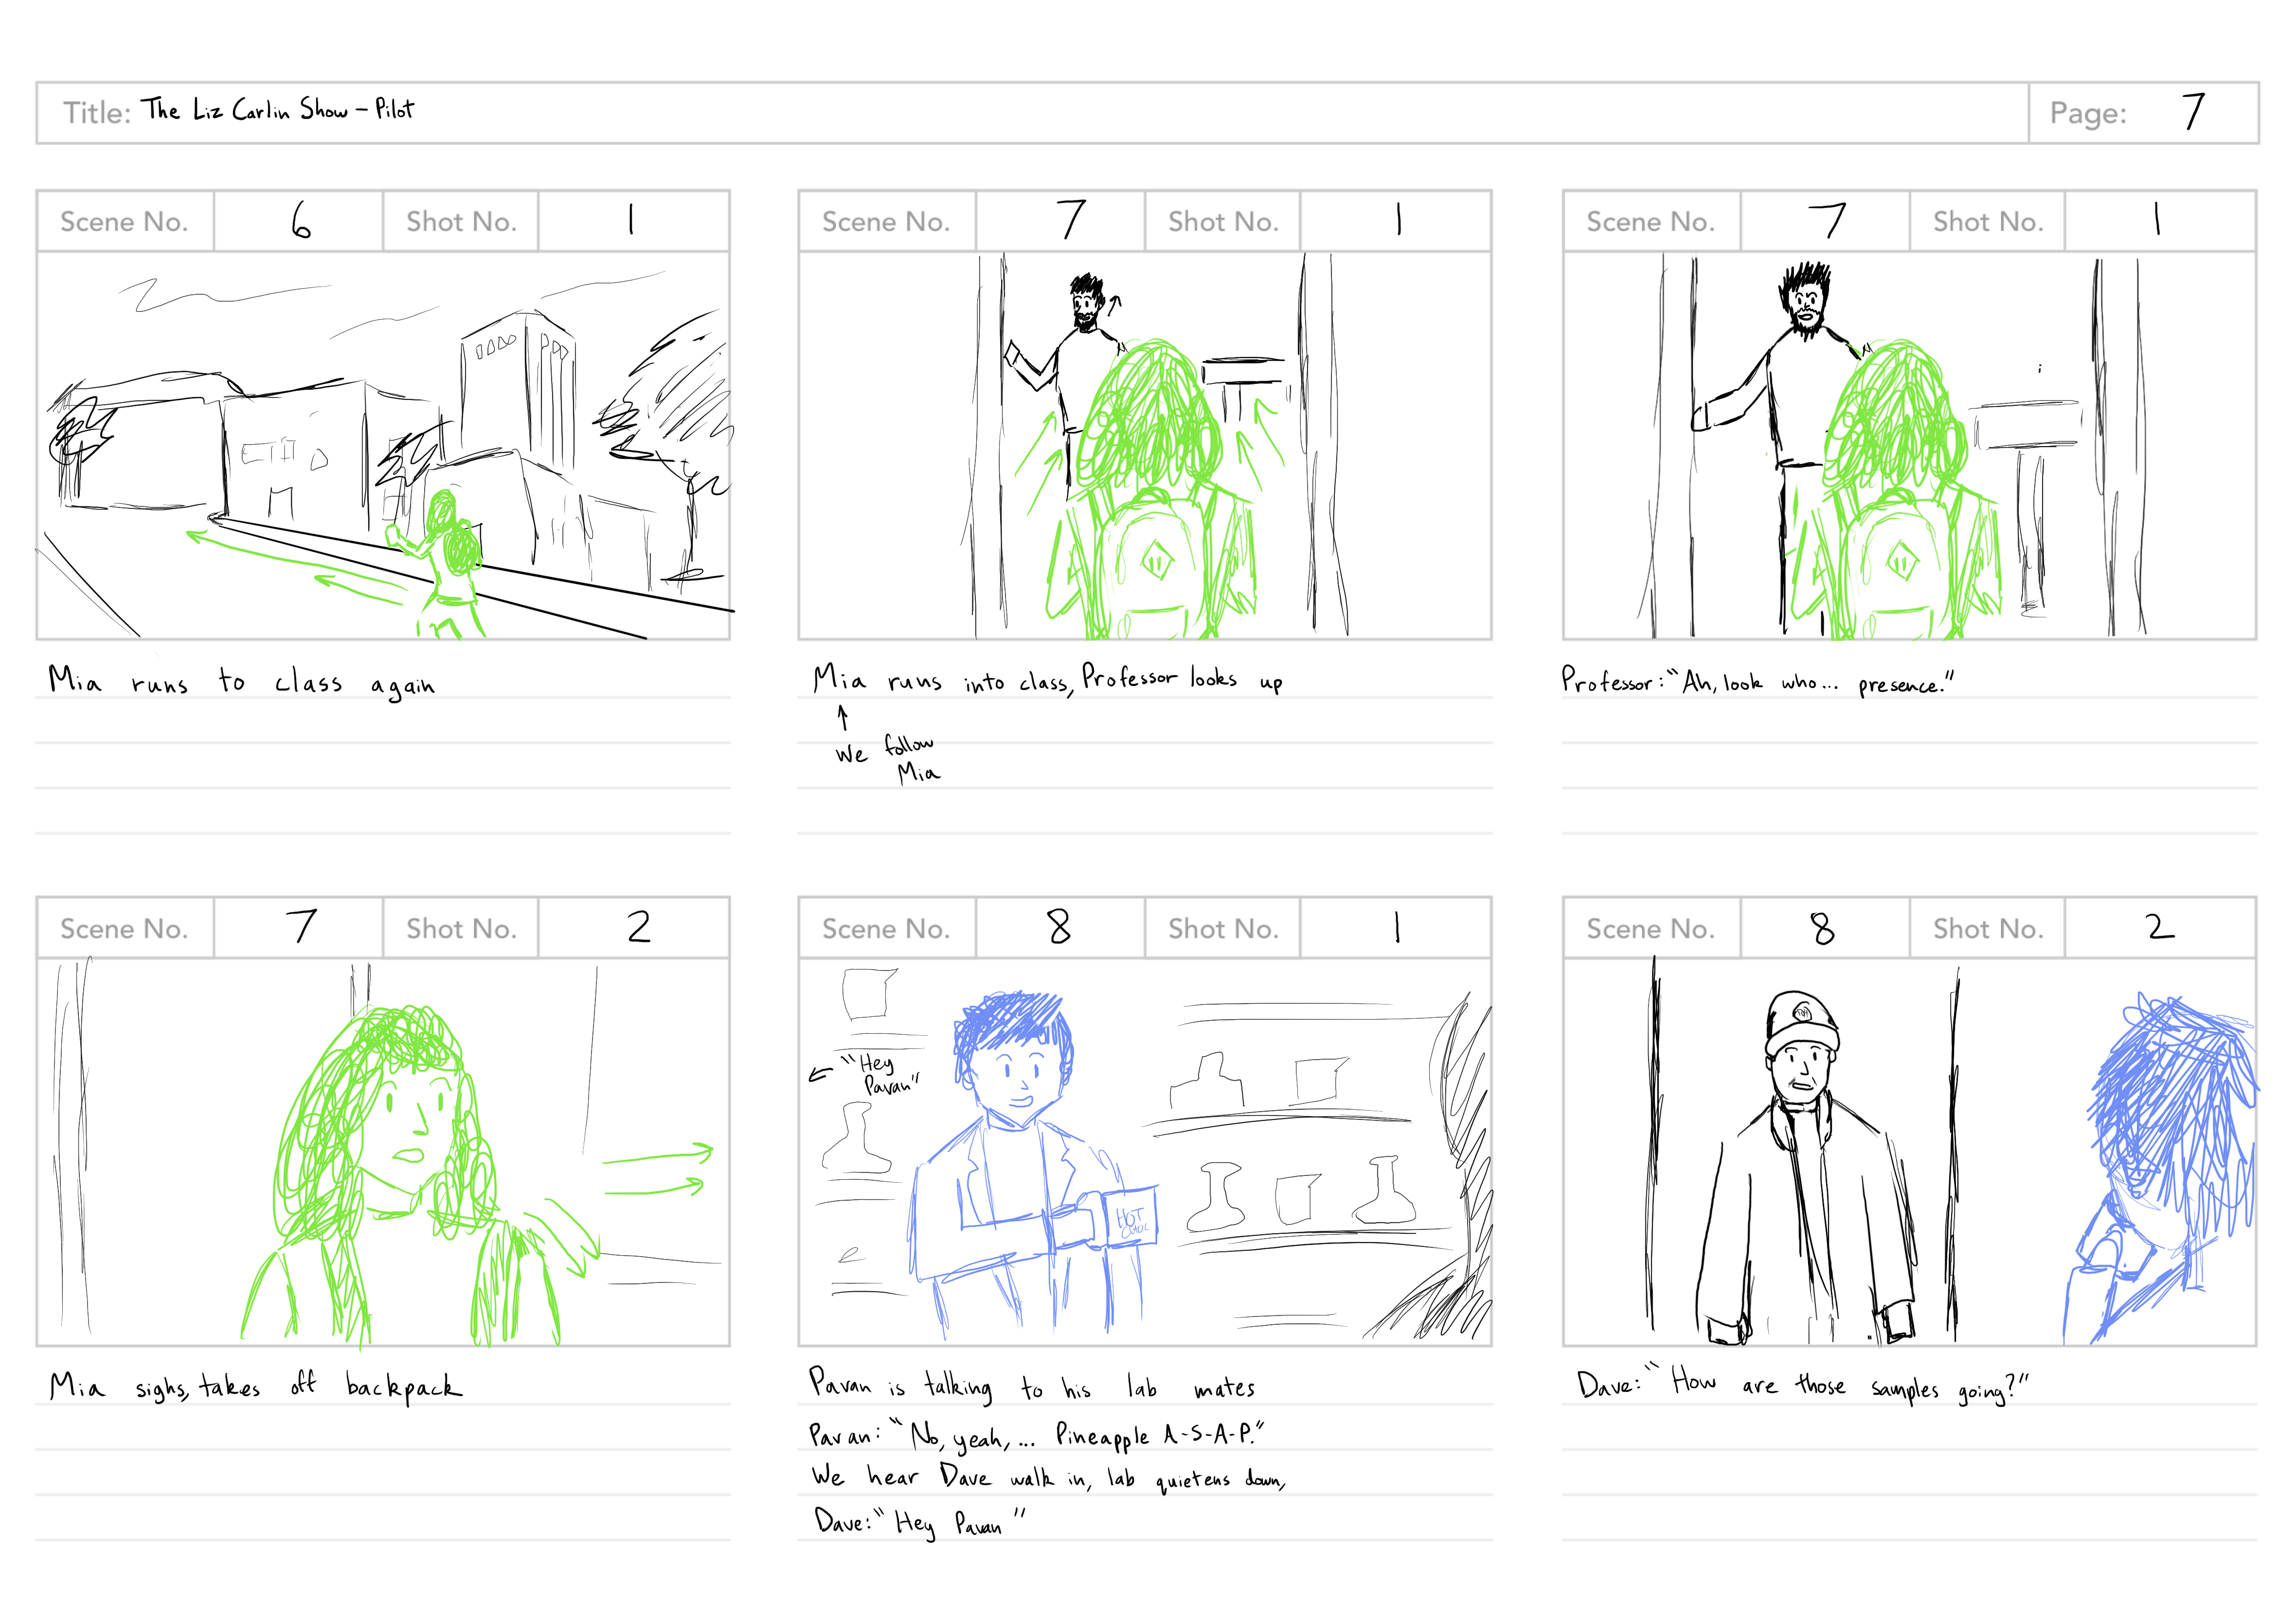 Title: The Liz Carlin Show - Pilot
Page: 7
Scene No. 6 Shot No. 1
Mia runs to class again
Scene No. 7 Shot No. 1
Mia runs into class, Professor looks up
↑
We follow
Mia
Scene No. 7 Shot No. 1
Professor: "Ah, look who... presence."
Scene No. 7 Shot No. 2
Mia sighs, takes off backpack
Scene No. 8 Shot No. 1
← "Hey
Pavan"
HOT
Pavan is talking to his lab mates
Pavan: "No, yeah, ... Pineapple A-S-A-P."
We hear Dave walk in, lab quietens down,
Dave: "Hey Pavan"
Scene No. 8 Shot No. 2
Dave: "How are those samples going?"